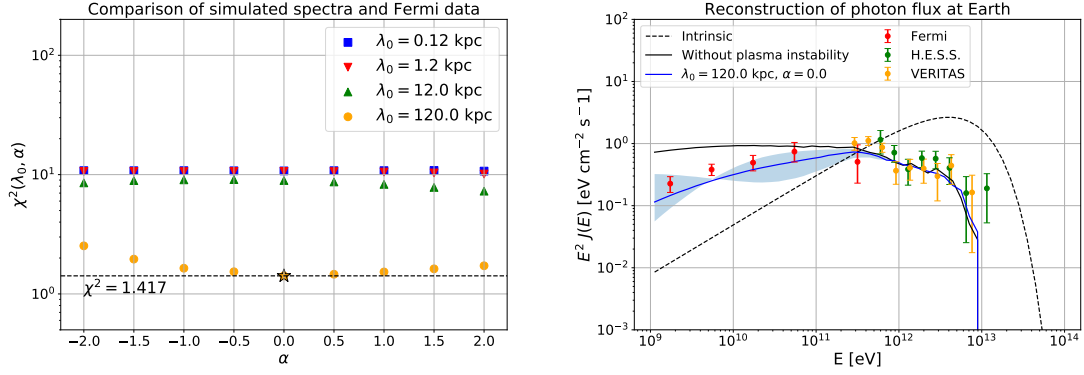 Comparison of simulated spectra and Fermi data
χ²(λ₀, α)
10²
10¹
10⁰
λ₀ = 0.12 kpc
λ₀ = 1.2 kpc
λ₀ = 12.0 kpc
λ₀ = 120.0 kpc
χ² = 1.417
−2.0 −1.5 −1.0 −0.5 0.0 0.5 1.0 1.5 2.0
α
Reconstruction of photon flux at Earth
E² J(E) [eV cm⁻² s⁻¹]
10²
10¹
10⁰
10⁻¹
10⁻²
10⁻³
Intrinsic
Without plasma instability
λ₀ = 120.0 kpc, α = 0.0
Fermi
H.E.S.S.
VERITAS
10⁹ 10¹⁰ 10¹¹ 10¹² 10¹³ 10¹⁴
E [eV]